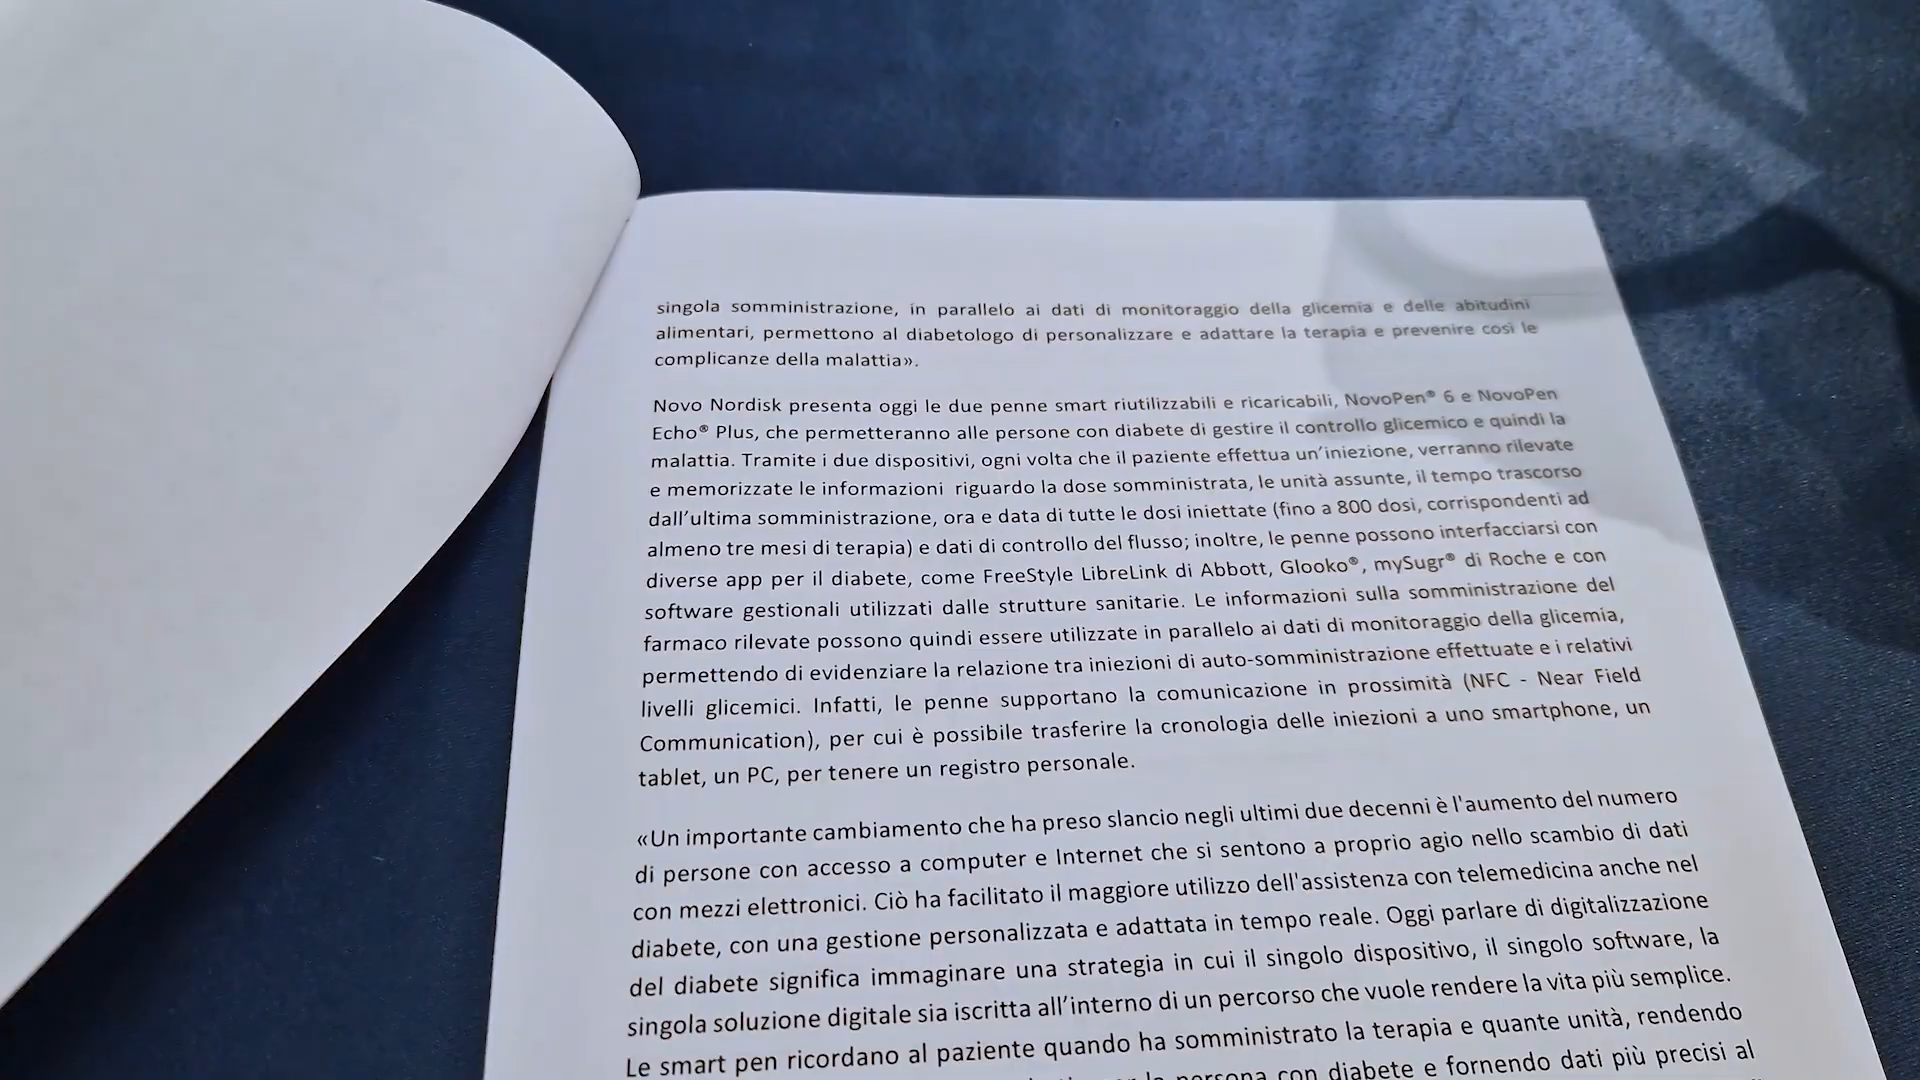 singola somministrazione, in parallelo ai dati di monitoraggio della glicemia e delle abitudini
alimentari, permettono al diabetologo di personalizzare e adattare la terapia e prevenire così le
complicanze della malattia».
Novo Nordisk presenta oggi le due penne smart riutilizzabili e ricaricabili, NovoPen® 6 e NovoPen
Echo® Plus, che permetteranno alle persone con diabete di gestire il controllo glicemico e quindi la
malattia. Tramite i due dispositivi, ogni volta che il paziente effettua un’iniezione, verranno rilevate
e memorizzate le informazioni riguardo la dose somministrata, le unità assunte, il tempo trascorso
dall’ultima somministrazione, ora e data di tutte le dosi iniettate (fino a 800 dosi, corrispondenti ad
almeno tre mesi di terapia) e dati di controllo del flusso; inoltre, le penne possono interfacciarsi con
diverse app per il diabete, come FreeStyle LibreLink di Abbott, Glooko®, mySugr® di Roche e con
software gestionali utilizzati dalle strutture sanitarie. Le informazioni sulla somministrazione del
farmaco rilevate possono quindi essere utilizzate in parallelo ai dati di monitoraggio della glicemia,
permettendo di evidenziare la relazione tra iniezioni di auto-somministrazione effettuate e i relativi
livelli glicemici. Infatti, le penne supportano la comunicazione in prossimità (NFC - Near Field
Communication), per cui è possibile trasferire la cronologia delle iniezioni a uno smartphone, un
tablet, un PC, per tenere un registro personale.
«Un importante cambiamento che ha preso slancio negli ultimi due decenni è l'aumento del numero
di persone con accesso a computer e Internet che si sentono a proprio agio nello scambio di dati
con mezzi elettronici. Ciò ha facilitato il maggiore utilizzo dell'assistenza con telemedicina anche nel
diabete, con una gestione personalizzata e adattata in tempo reale. Oggi parlare di digitalizzazione
del diabete significa immaginare una strategia in cui il singolo dispositivo, il singolo software, la
singola soluzione digitale sia iscritta all’interno di un percorso che vuole rendere la vita più semplice.
Le smart pen ricordano al paziente quando ha somministrato la terapia e quante unità, rendendo
la persona con diabete e fornendo dati più precisi al